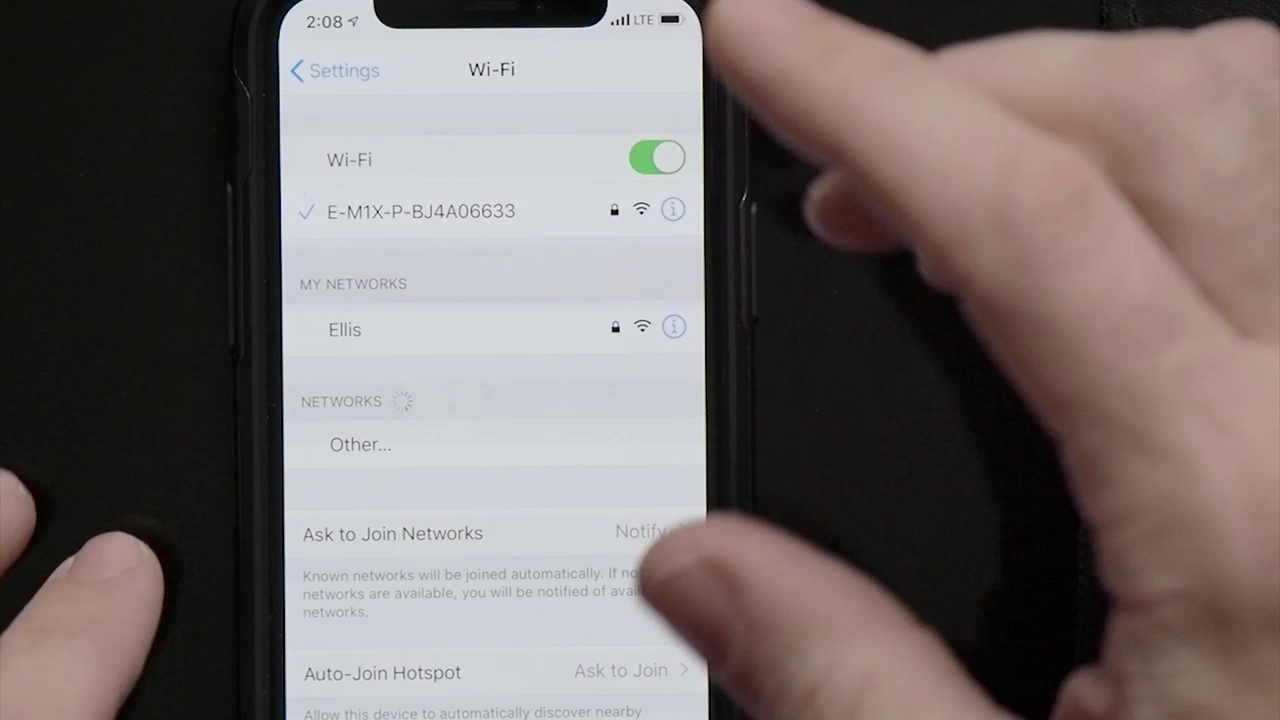 2:08 LTE
Settings Wi-Fi
Wi-Fi
E-M1X-P-BJ4A06633
MY NETWORKS
Ellis
NETWORKS
Other...
Ask to Join Networks Notify
Known networks will be joined automatically. If no
networks are available, you will be notified of
networks.
Auto-Join Hotspot Ask to Join
Allow this device to automatically discover nearby